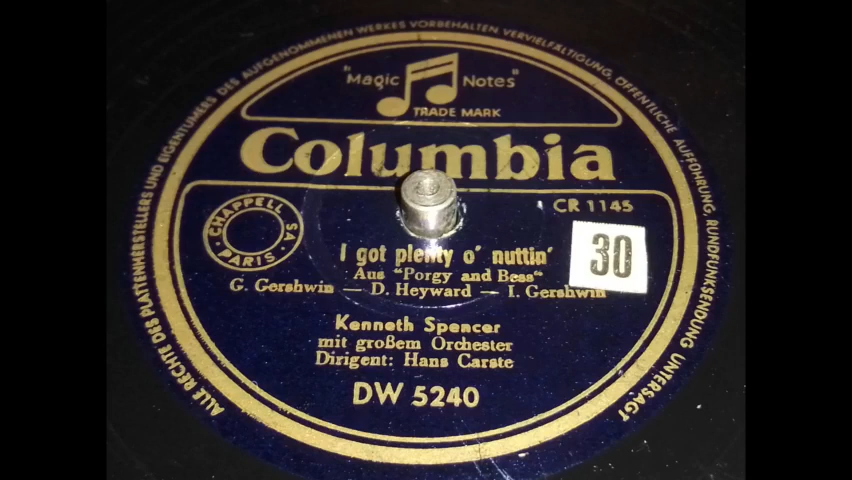 ALLE RECHTE DES PLATTENHERSTELLERS UND EIGENTUMERS DES AUFGENOMMENEN WERKES VORBEHALTEN VERVIELFÄLTIGUNG, ÖFFENTLICHE AUFFÜHRUNG, RUNDFUNKSENDUNG UNTERSAGT
"Magic Notes"
TRADE MARK
Columbia
CHAPPELL SA PARIS
CR 1145
30
I got plenty o' nuttin'
Aus "Porgy and Bess"
G. Gershwin — D. Heyward — I. Gershwin
Kenneth Spencer
mit großem Orchester
Dirigent: Hans Carste
DW 5240